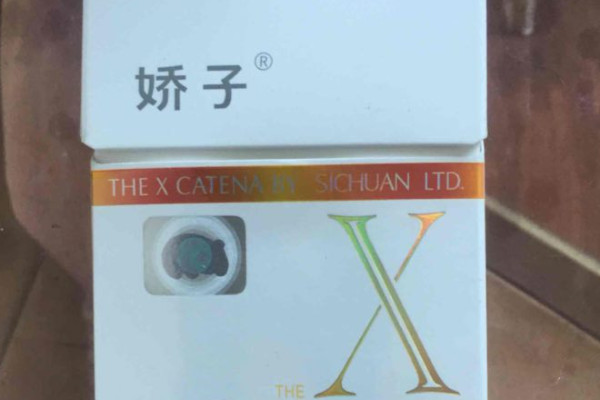 娇子®
THE X CATENA BY SICHUAN LTD.
X
THE